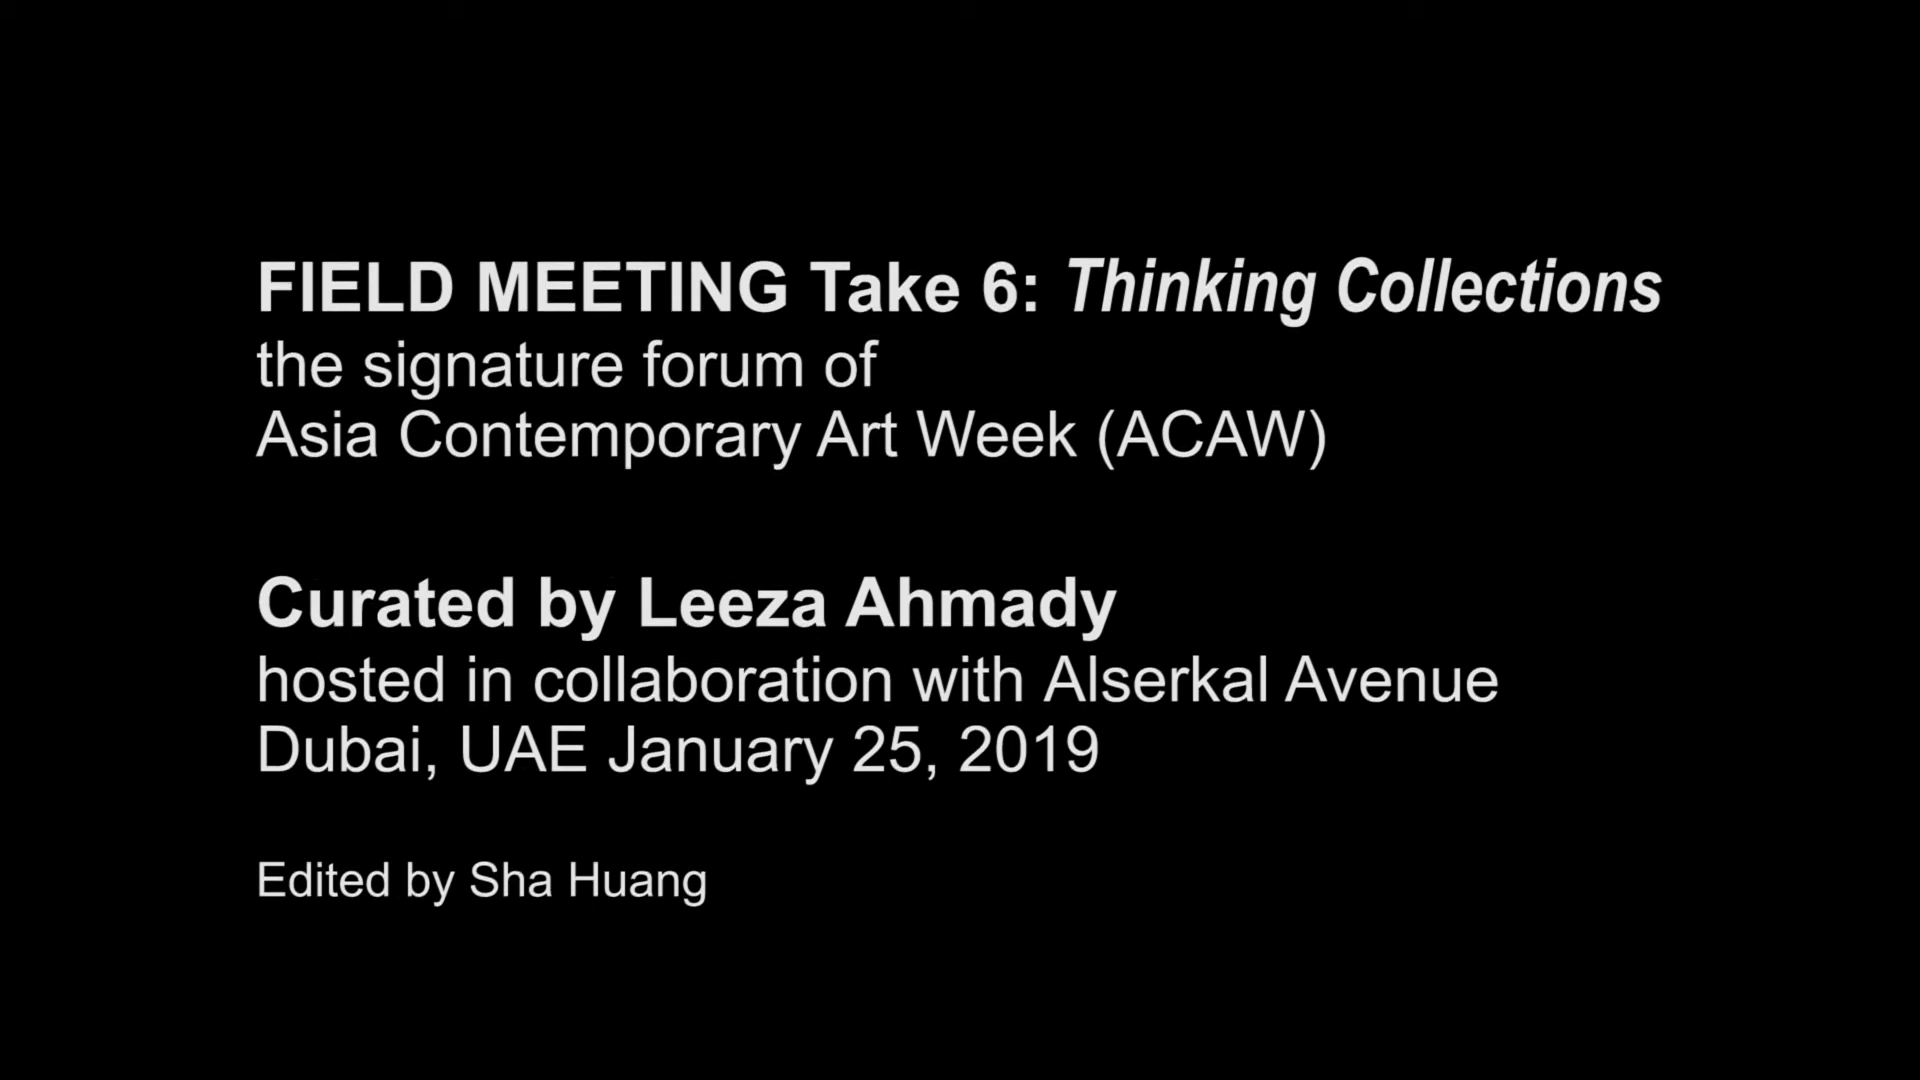 FIELD MEETING Take 6: Thinking Collections
the signature forum of
Asia Contemporary Art Week (ACAW)
Curated by Leeza Ahmady
hosted in collaboration with Alserkal Avenue
Dubai, UAE January 25, 2019
Edited by Sha Huang